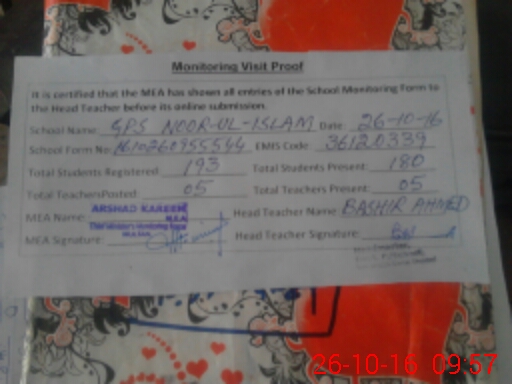 Monitoring Visit Proof
It is certified that the MEA has shown all entries of the School Monitoring Form to
the Head Teacher before its online submission.
School Name: GPS NOOR-UL-ISLAM Date: 26-10-16
School Form No: 1610260955544 EMIS Code: 36120339
Total Students Registered: 193 Total Students Present: 180
Total Teachers Posted: 05 Total Teachers Present: 05
MEA Name: ARSHAD KAREEM Head Teacher Name BASHIR AHMED
MEA
MEA Signature: Head Teacher Signature:
26-10-16 09:57